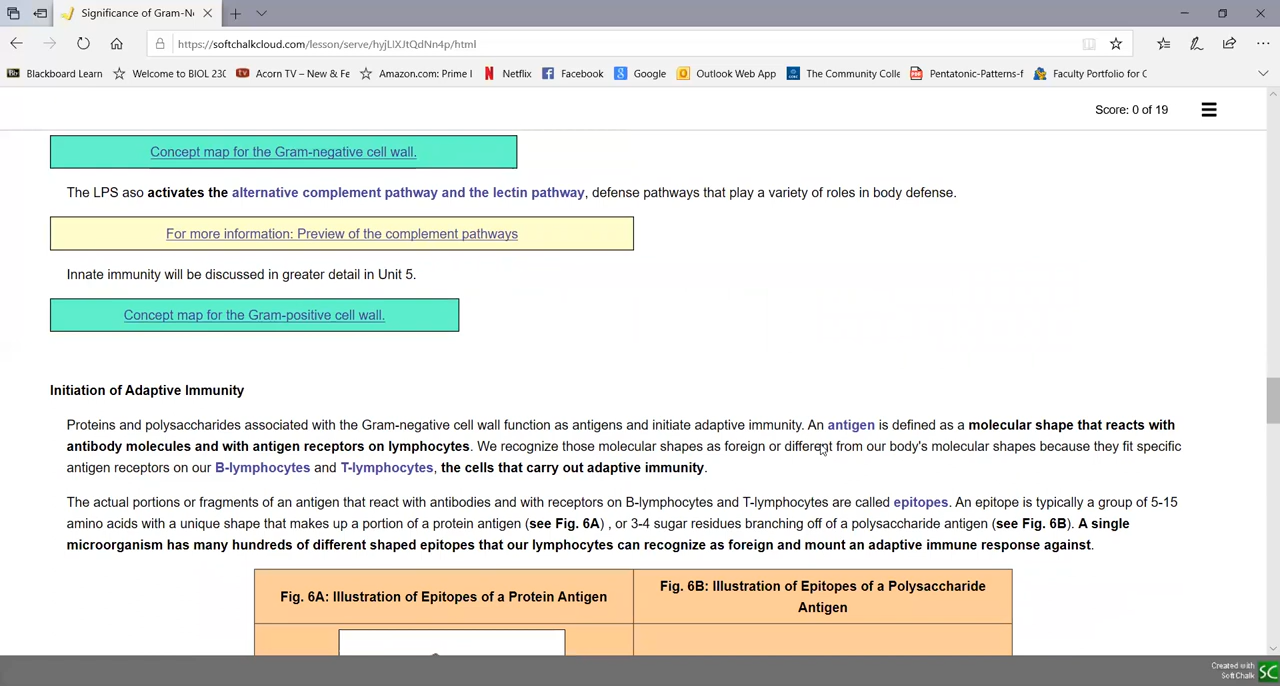 Significance of Gram-Ne
https://softchalkcloud.com/lesson/serve/hyjLlXJtQdNn4p/html
Bb Blackboard Learn Welcome to BIOL 230 Acorn TV – New & Fe Amazon.com: Prime I Netflix Facebook Google Outlook Web App The Community Colle Pentatonic-Patterns-f Faculty Portfolio for C
Score: 0 of 19
Concept map for the Gram-negative cell wall.
The LPS aso activates the alternative complement pathway and the lectin pathway, defense pathways that play a variety of roles in body defense.
For more information: Preview of the complement pathways
Innate immunity will be discussed in greater detail in Unit 5.
Concept map for the Gram-positive cell wall.
Initiation of Adaptive Immunity
Proteins and polysaccharides associated with the Gram-negative cell wall function as antigens and initiate adaptive immunity. An antigen is defined as a molecular shape that reacts with
antibody molecules and with antigen receptors on lymphocytes. We recognize those molecular shapes as foreign or different from our body's molecular shapes because they fit specific
antigen receptors on our B-lymphocytes and T-lymphocytes, the cells that carry out adaptive immunity.
The actual portions or fragments of an antigen that react with antibodies and with receptors on B-lymphocytes and T-lymphocytes are called epitopes. An epitope is typically a group of 5-15
amino acids with a unique shape that makes up a portion of a protein antigen (see Fig. 6A) , or 3-4 sugar residues branching off of a polysaccharide antigen (see Fig. 6B). A single
microorganism has many hundreds of different shaped epitopes that our lymphocytes can recognize as foreign and mount an adaptive immune response against.
Fig. 6A: Illustration of Epitopes of a Protein Antigen
Fig. 6B: Illustration of Epitopes of a Polysaccharide
Antigen
Created with
SoftChalk
SC